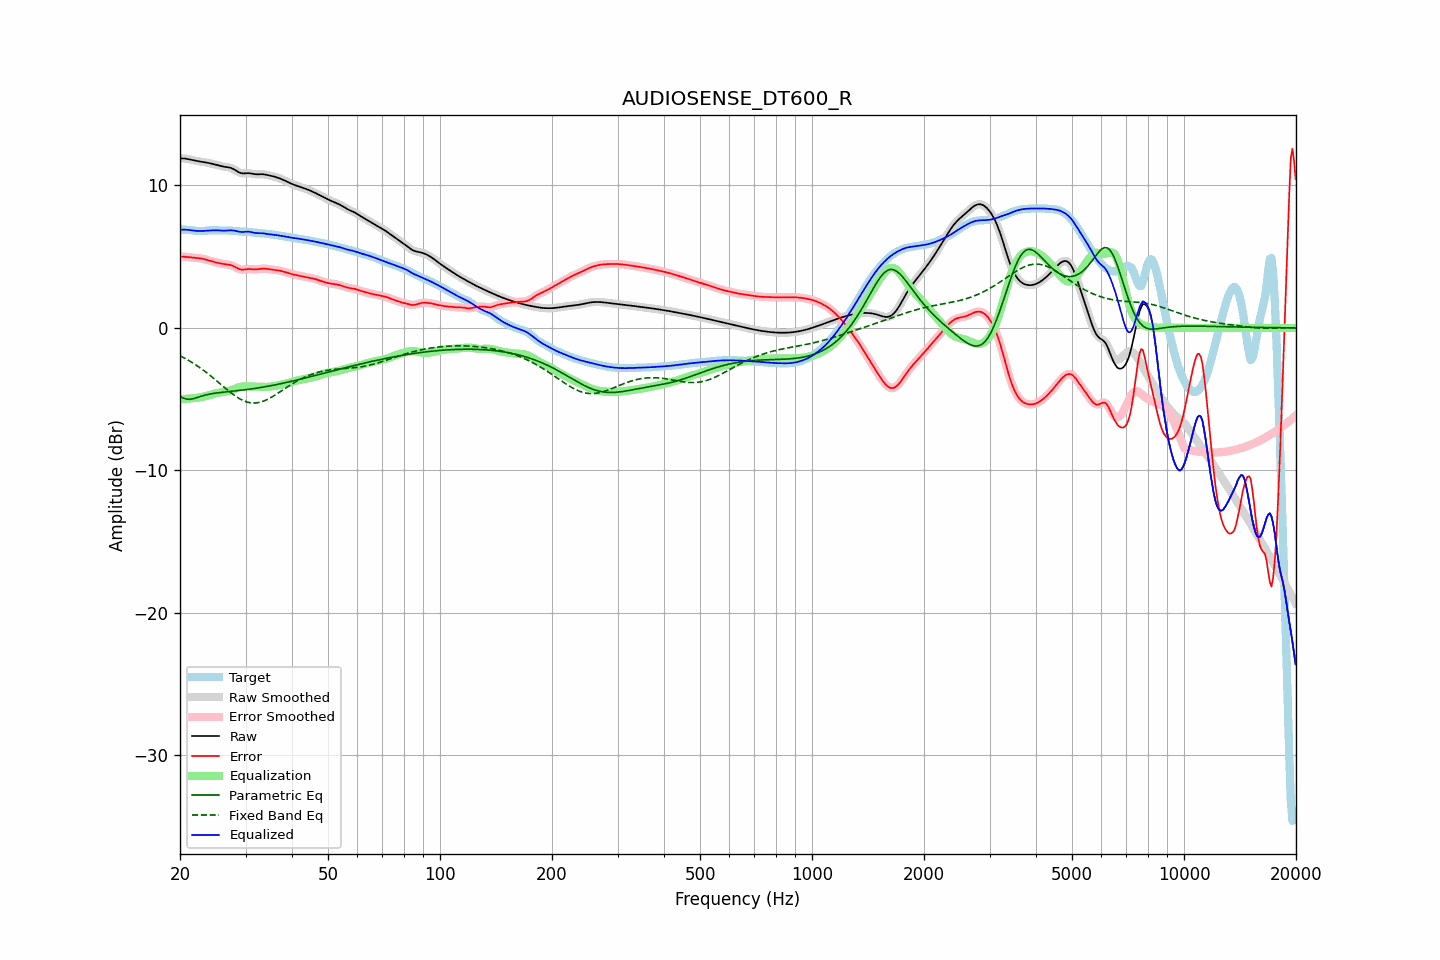 AUDIOSENSE_DT600_R
Amplitude (dBr)
10
0
−10
−20
−30
Target
Raw Smoothed
Error Smoothed
Raw
Error
Equalization
Parametric Eq
Fixed Band Eq
Equalized
20 50 100 200 500 1000 2000 5000 10000 20000
Frequency (Hz)